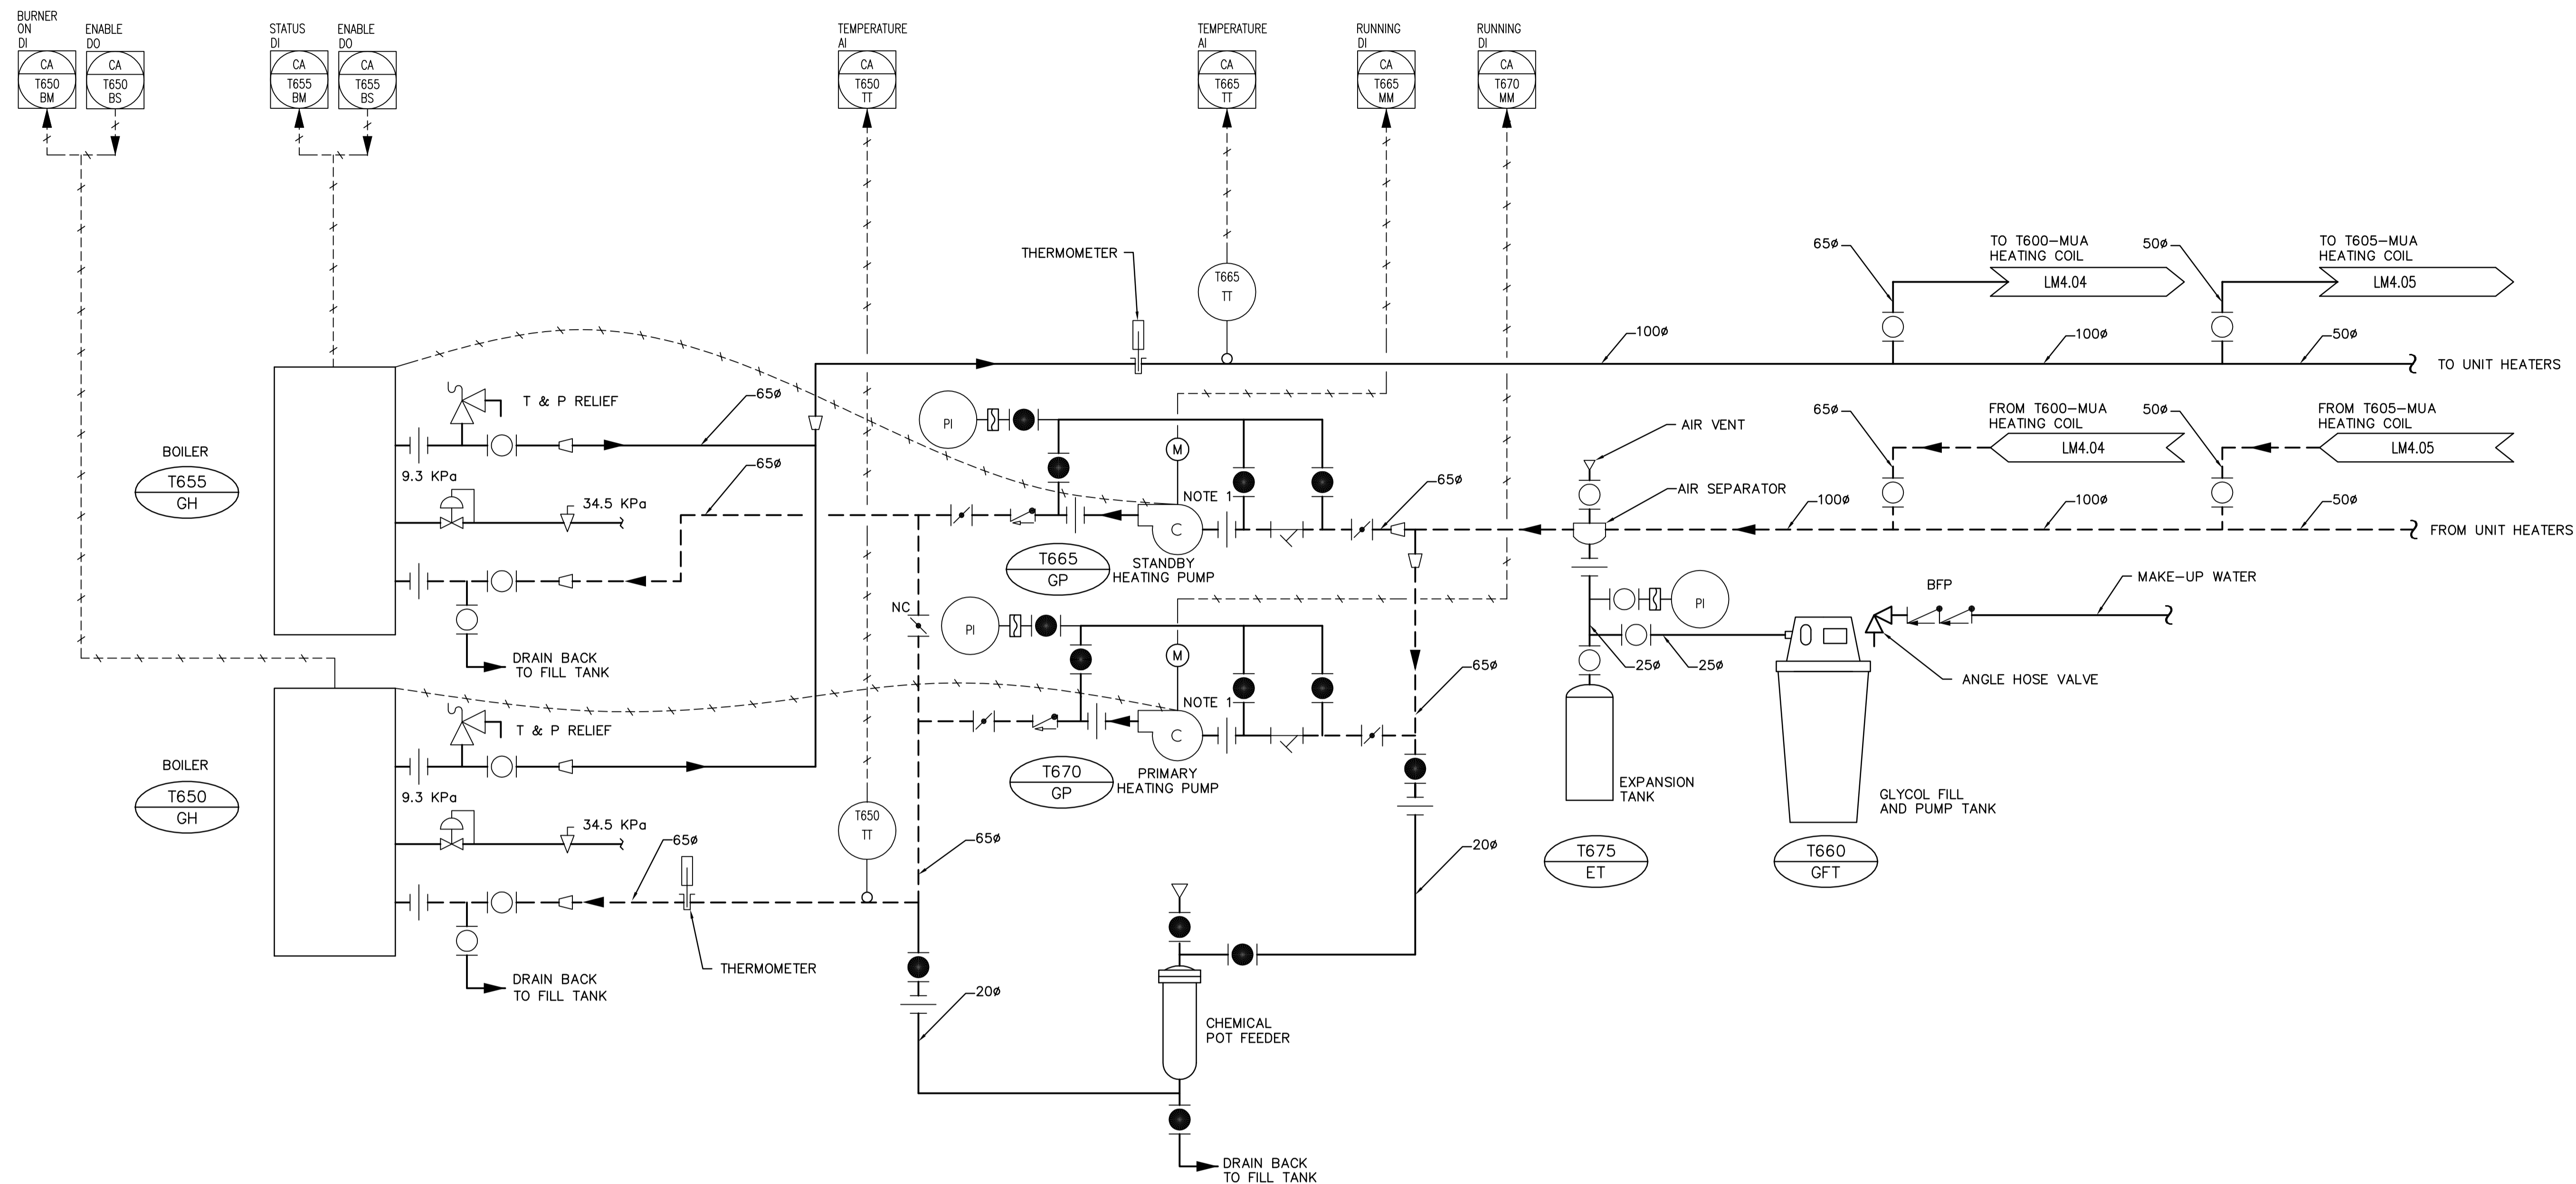 BURNER
ON
DI
ENABLE
DO
STATUS
DI
ENABLE
DO
TEMPERATURE
AI
TEMPERATURE
AI
RUNNING
DI
RUNNING
DI
CA
T650
BM
CA
T650
BS
CA
T655
BM
CA
T655
BS
CA
T650
TT
CA
T665
TT
CA
T665
MM
CA
T670
MM
THERMOMETER
T665
TT
65ø
TO T600-MUA
HEATING COIL
LM4.04
50ø
TO T605-MUA
HEATING COIL
LM4.05
100ø
100ø
50ø
TO UNIT HEATERS
T & P RELIEF
65ø
PI
M
AIR VENT
65ø
FROM T600-MUA
HEATING COIL
LM4.04
50ø
FROM T605-MUA
HEATING COIL
LM4.05
BOILER
T655
GH
9.3 KPa
65ø
34.5 KPa
NOTE 1
C
65ø
AIR SEPARATOR
100ø
100ø
50ø
FROM UNIT HEATERS
T665
GP
STANDBY
HEATING PUMP
DRAIN BACK
TO FILL TANK
NC
PI
M
PI
BFP
MAKE-UP WATER
25ø
25ø
65ø
ANGLE HOSE VALVE
T & P RELIEF
NOTE 1
C
BOILER
T650
GH
9.3 KPa
T670
GP
PRIMARY
HEATING PUMP
EXPANSION
TANK
GLYCOL FILL
AND PUMP TANK
34.5 KPa
65ø
T650
TT
65ø
20ø
T675
ET
T660
GFT
THERMOMETER
DRAIN BACK
TO FILL TANK
20ø
CHEMICAL
POT FEEDER
DRAIN BACK
TO FILL TANK